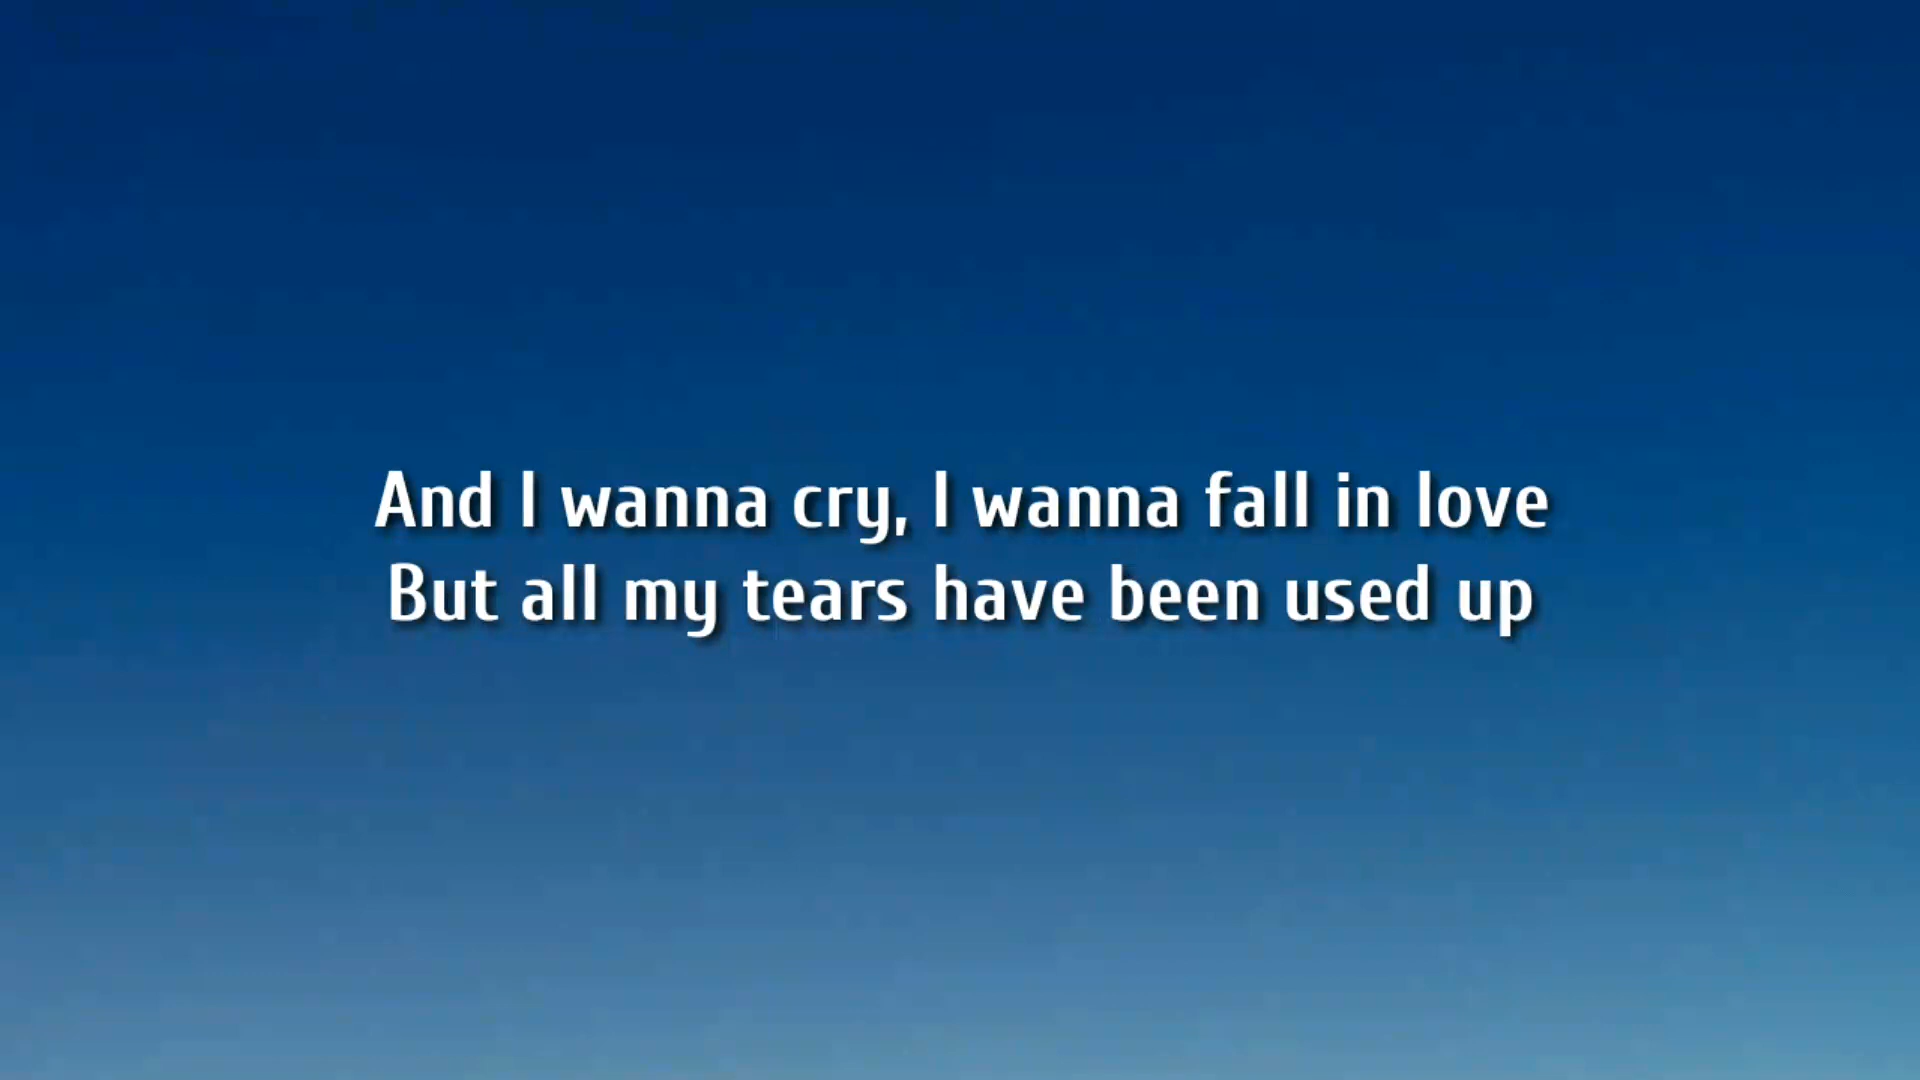 And I wanna cry, I wanna fall in love
But all my tears have been used up